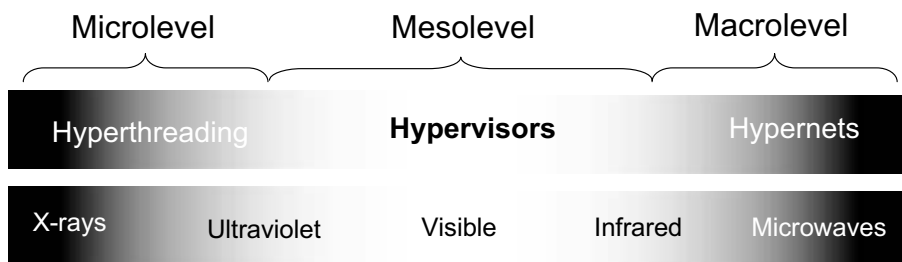 Microlevel Mesolevel Macrolevel
Hyperthreading Hypervisors Hypernets
X-rays Ultraviolet Visible Infrared Microwaves